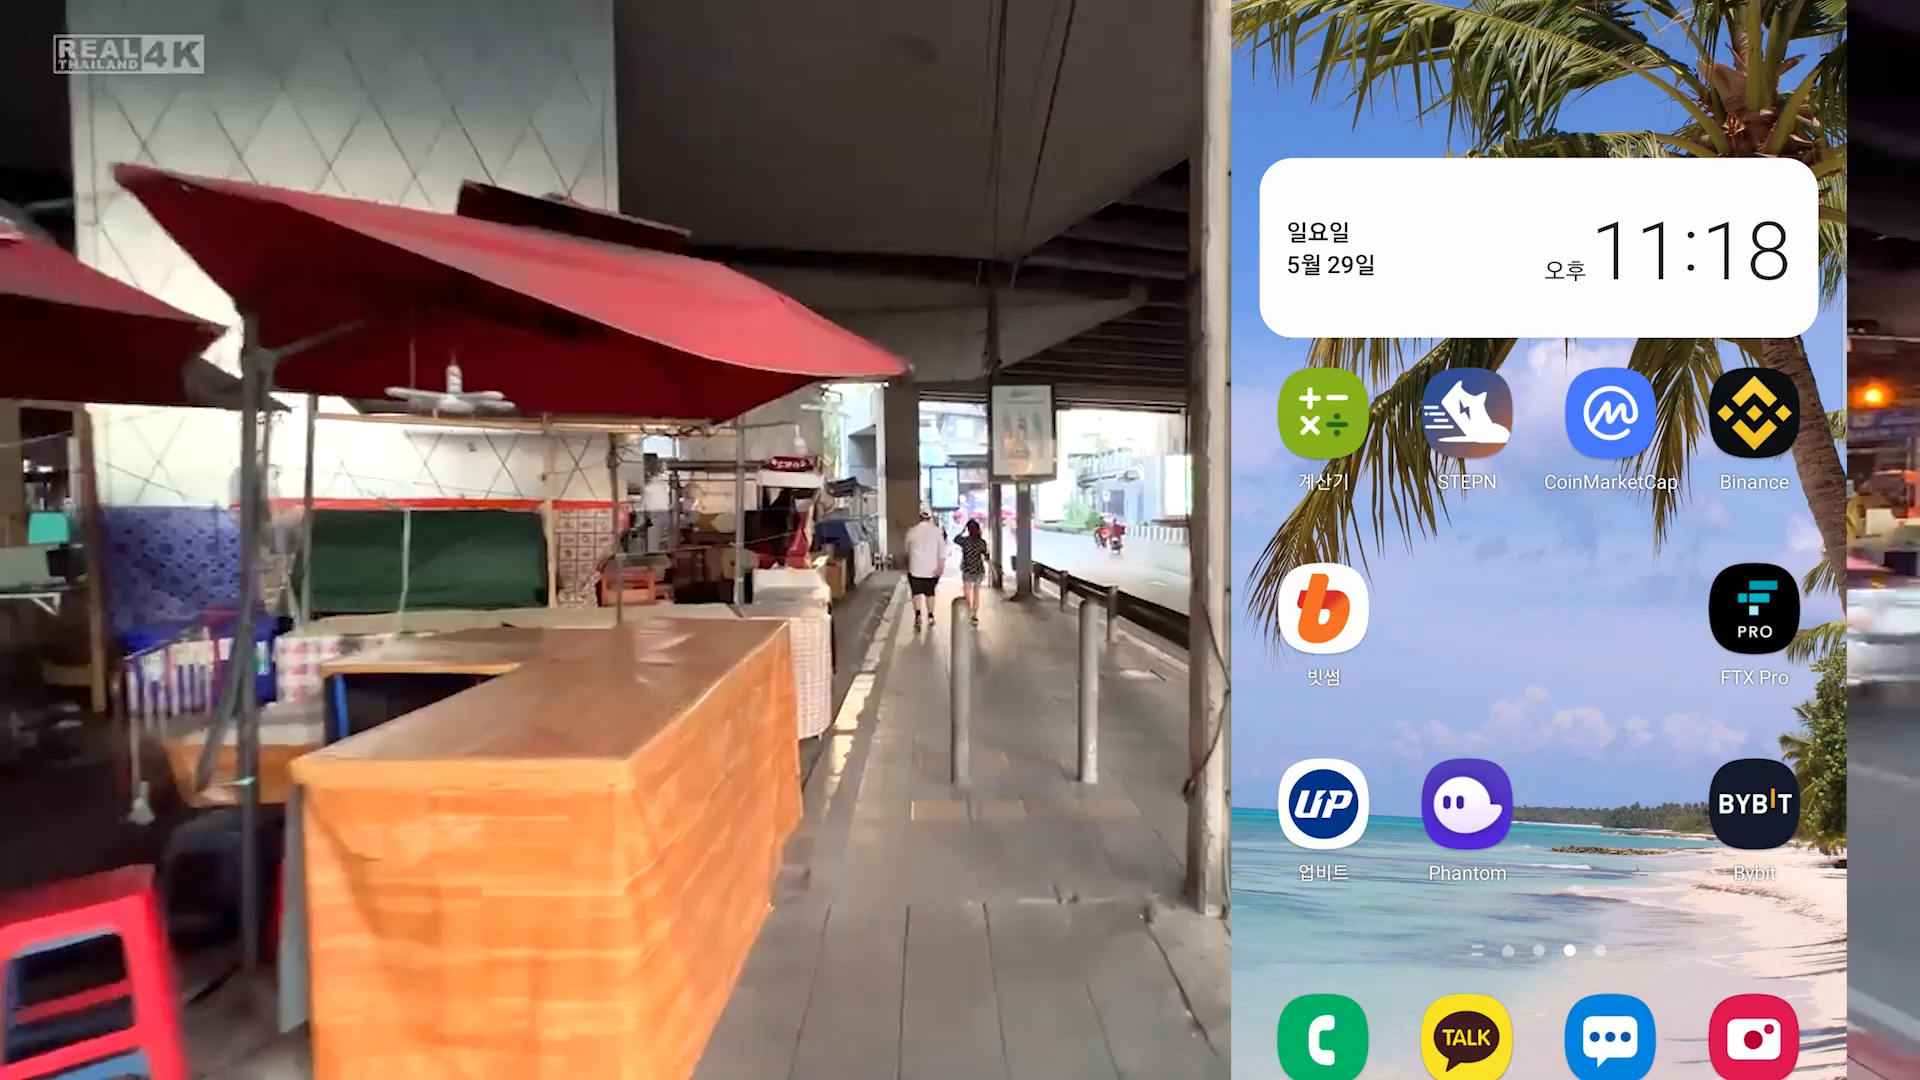 REAL 4K
THAILAND
일요일
5월 29일
오후 11:18
계산기
STEPN
CoinMarketCap
Binance
빗썸
PRO
FTX Pro
UP
BYBIT
업비트
Phantom
Bybit
TALK